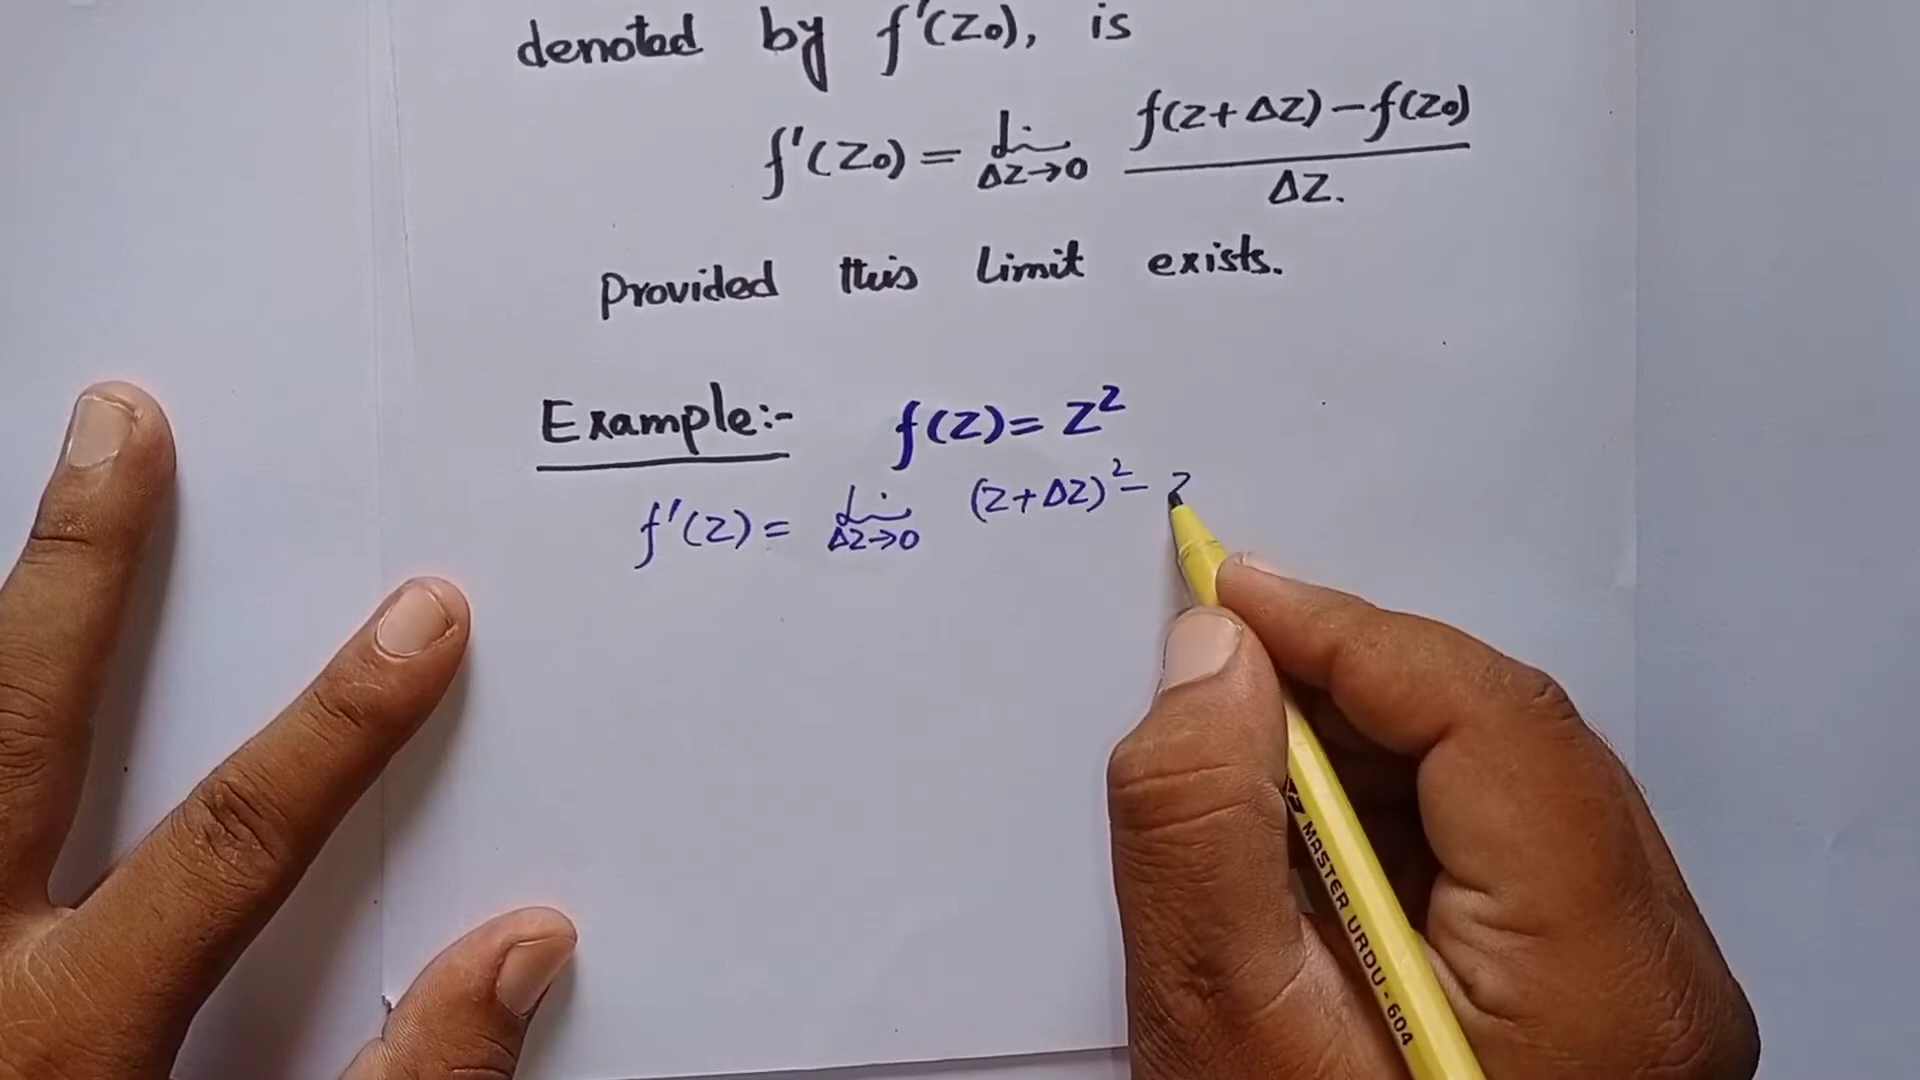 denoted by f'(Z₀), is
f'(Z₀) = lim ΔZ→0 f(Z+ΔZ)-f(Z₀) / ΔZ.
Provided this Limit exists.
Example:- f(Z)= Z²
f'(Z)= lim ΔZ→0 (Z+ΔZ)² - Z
MASTER URDU - 604